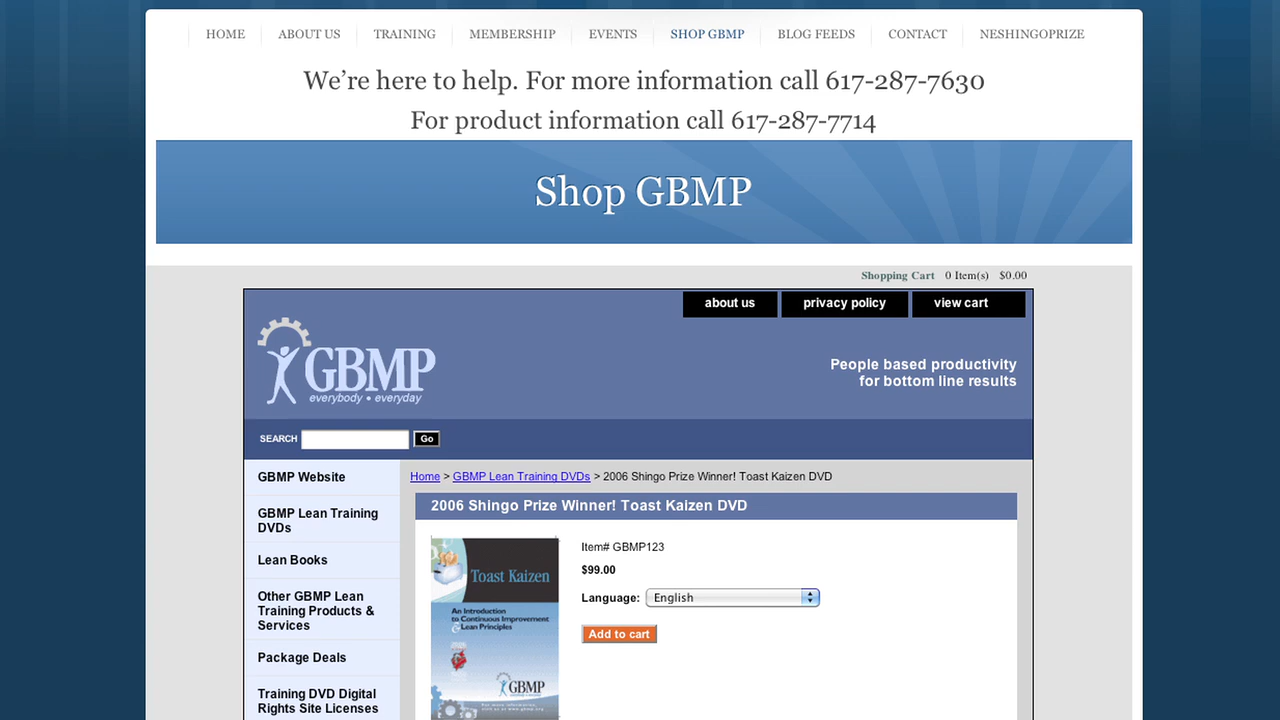 HOME ABOUT US TRAINING MEMBERSHIP EVENTS SHOP GBMP BLOG FEEDS CONTACT NESHINGOPRIZE
We’re here to help. For more information call 617-287-7630
For product information call 617-287-7714
Shop GBMP
Shopping Cart 0 Item(s) $0.00
about us privacy policy view cart
GBMP
everybody • everyday
People based productivity
for bottom line results
SEARCH Go
GBMP Website
GBMP Lean Training
DVDs
Lean Books
Other GBMP Lean
Training Products &
Services
Package Deals
Training DVD Digital
Rights Site Licenses
Home > GBMP Lean Training DVDs > 2006 Shingo Prize Winner! Toast Kaizen DVD
2006 Shingo Prize Winner! Toast Kaizen DVD
Toast Kaizen
An Introduction
to Continuous Improvement
& Lean Principles
GBMP
Item# GBMP123
$99.00
Language: English
Add to cart